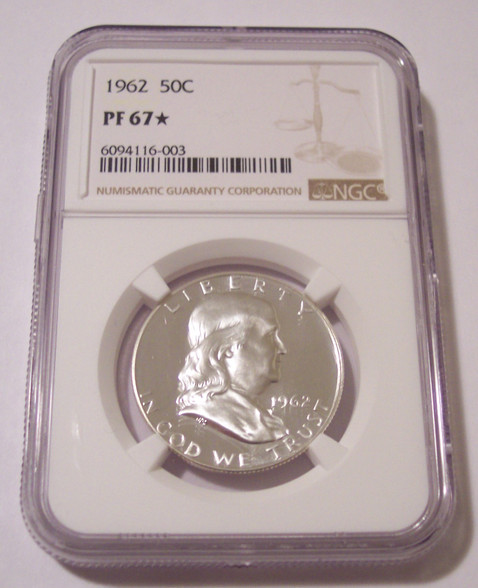 1962 50C
PF 67★
6094116-003
NUMISMATIC GUARANTY CORPORATION
NGC®
LIBERTY
1962
IN GOD WE TRUST